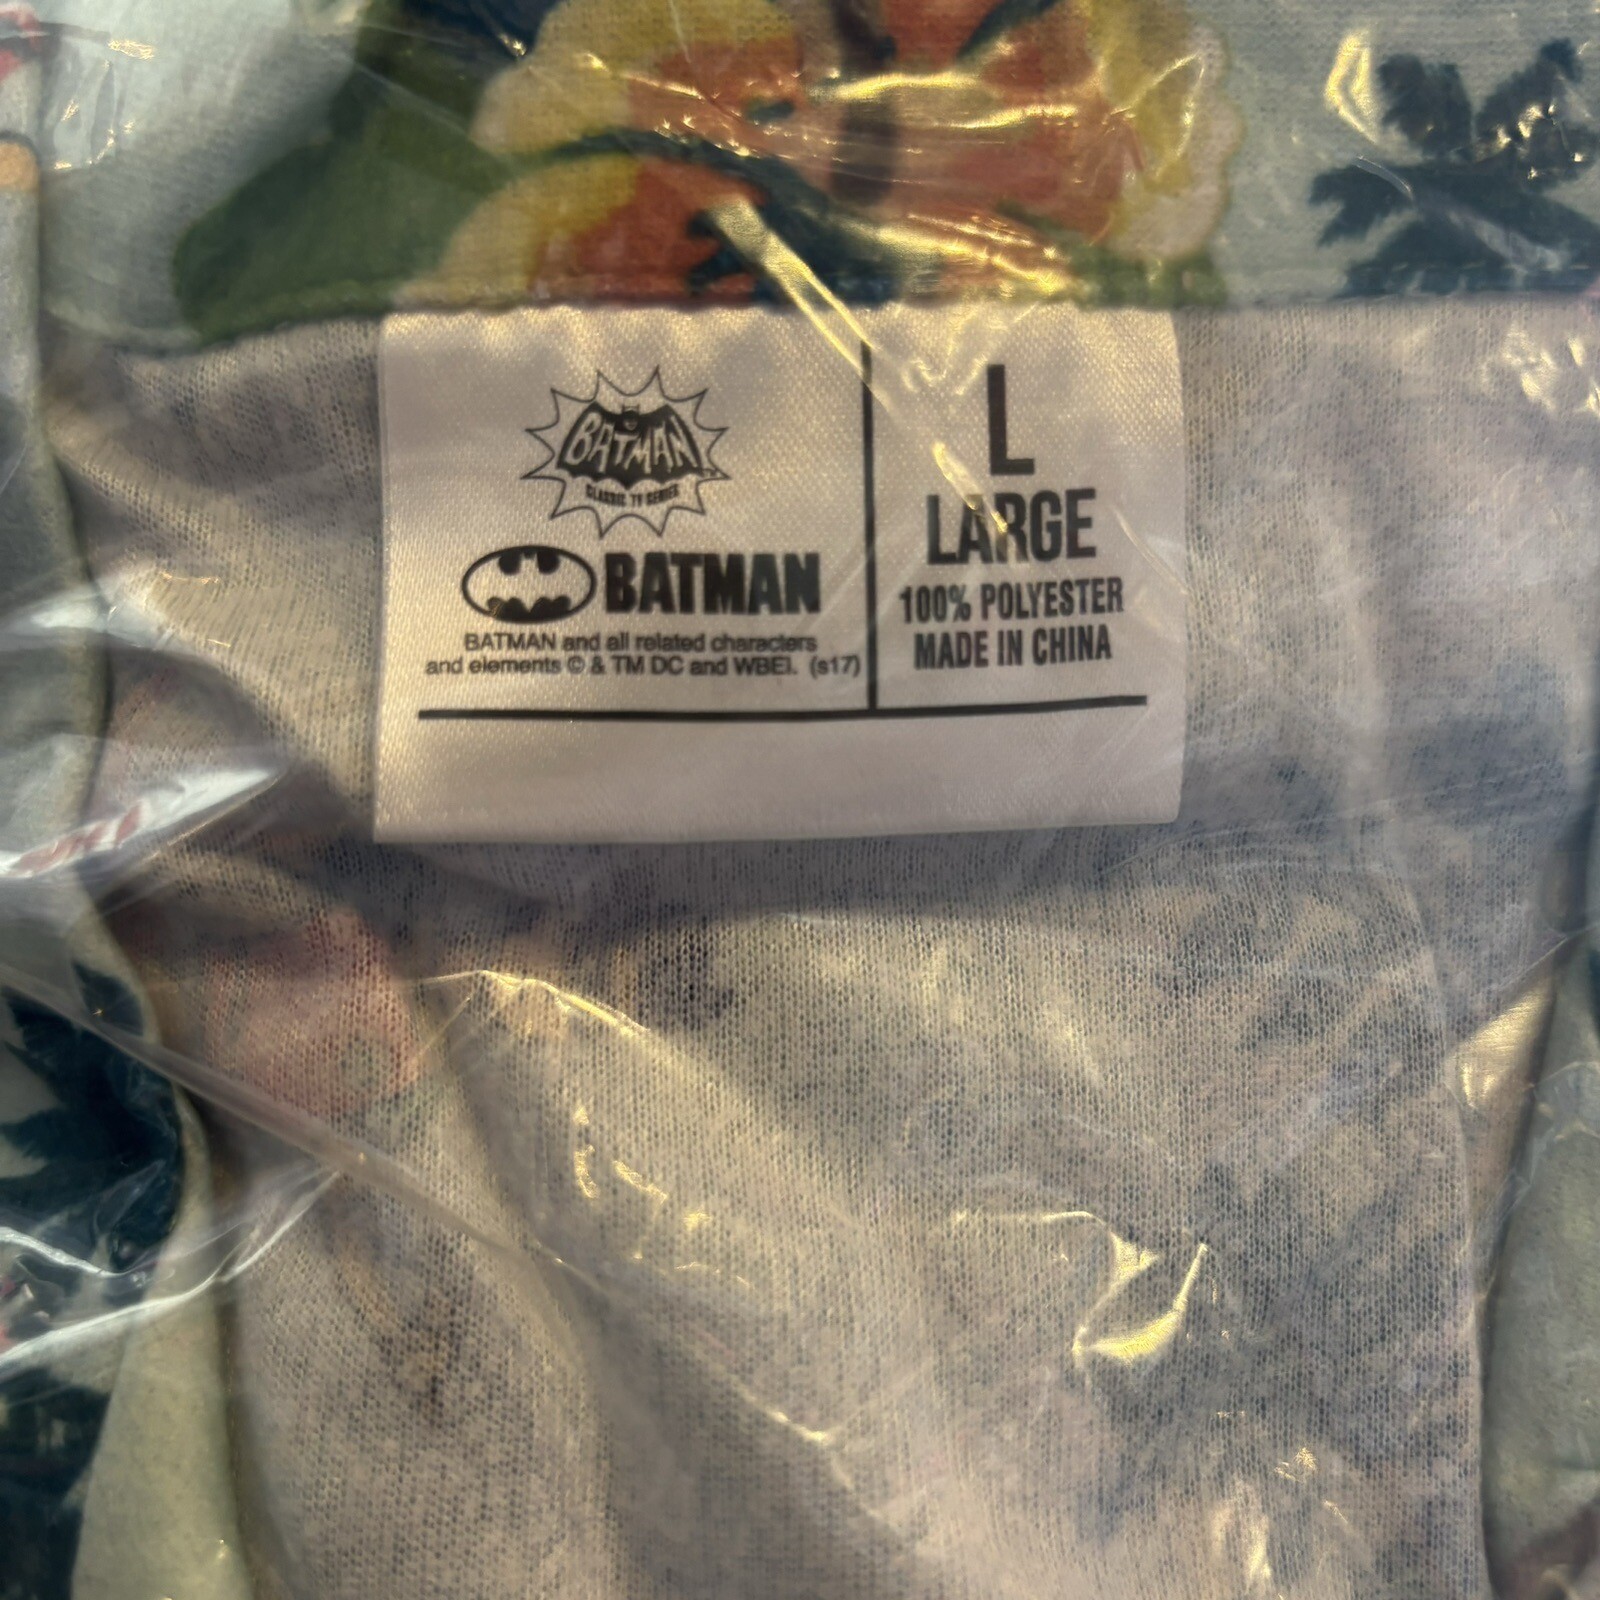 BATMAN
CLASSIC TV SERIES
BATMAN
BATMAN and all related characters
and elements © & TM DC and WBEI. (s17)
L
LARGE
100% POLYESTER
MADE IN CHINA